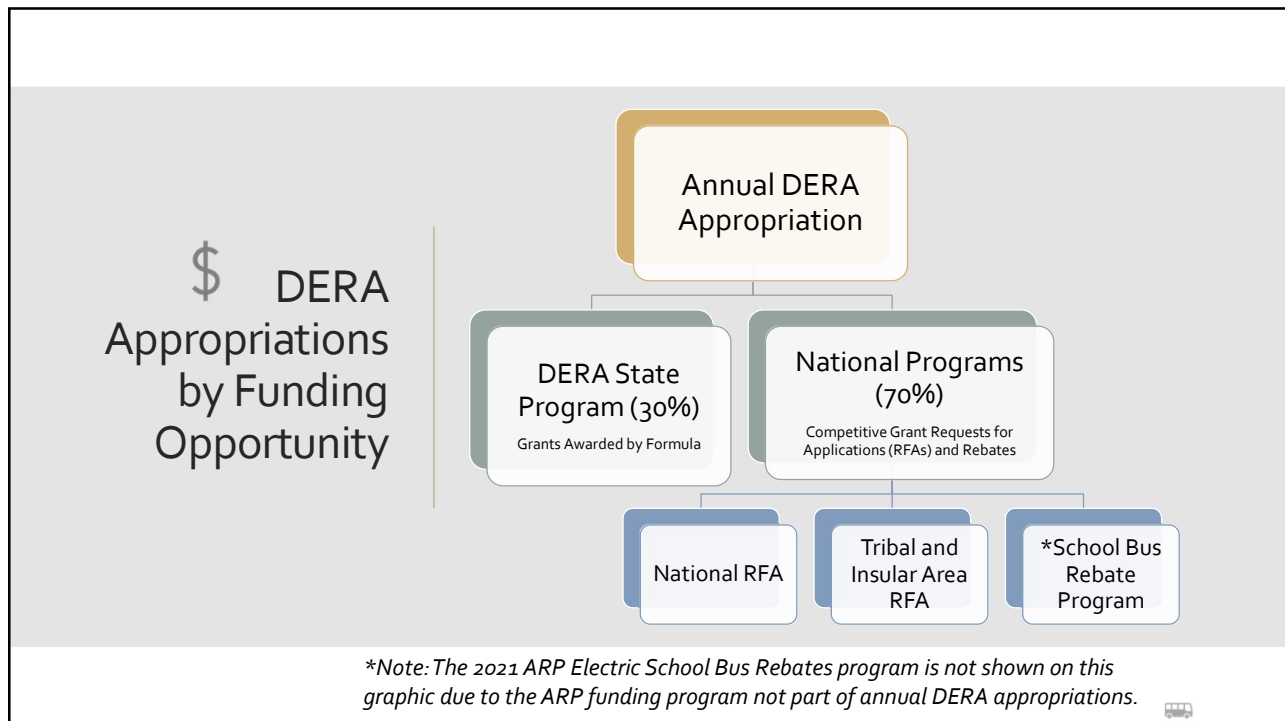 $ DERA
Appropriations
by Funding
Opportunity
Annual DERA
Appropriation
DERA State
Program (30%)
Grants Awarded by Formula
National Programs
(70%)
Competitive Grant Requests for
Applications (RFAs) and Rebates
National RFA
Tribal and
Insular Area
RFA
*School Bus
Rebate
Program
*Note: The 2021 ARP Electric School Bus Rebates program is not shown on this
graphic due to the ARP funding program not part of annual DERA appropriations.